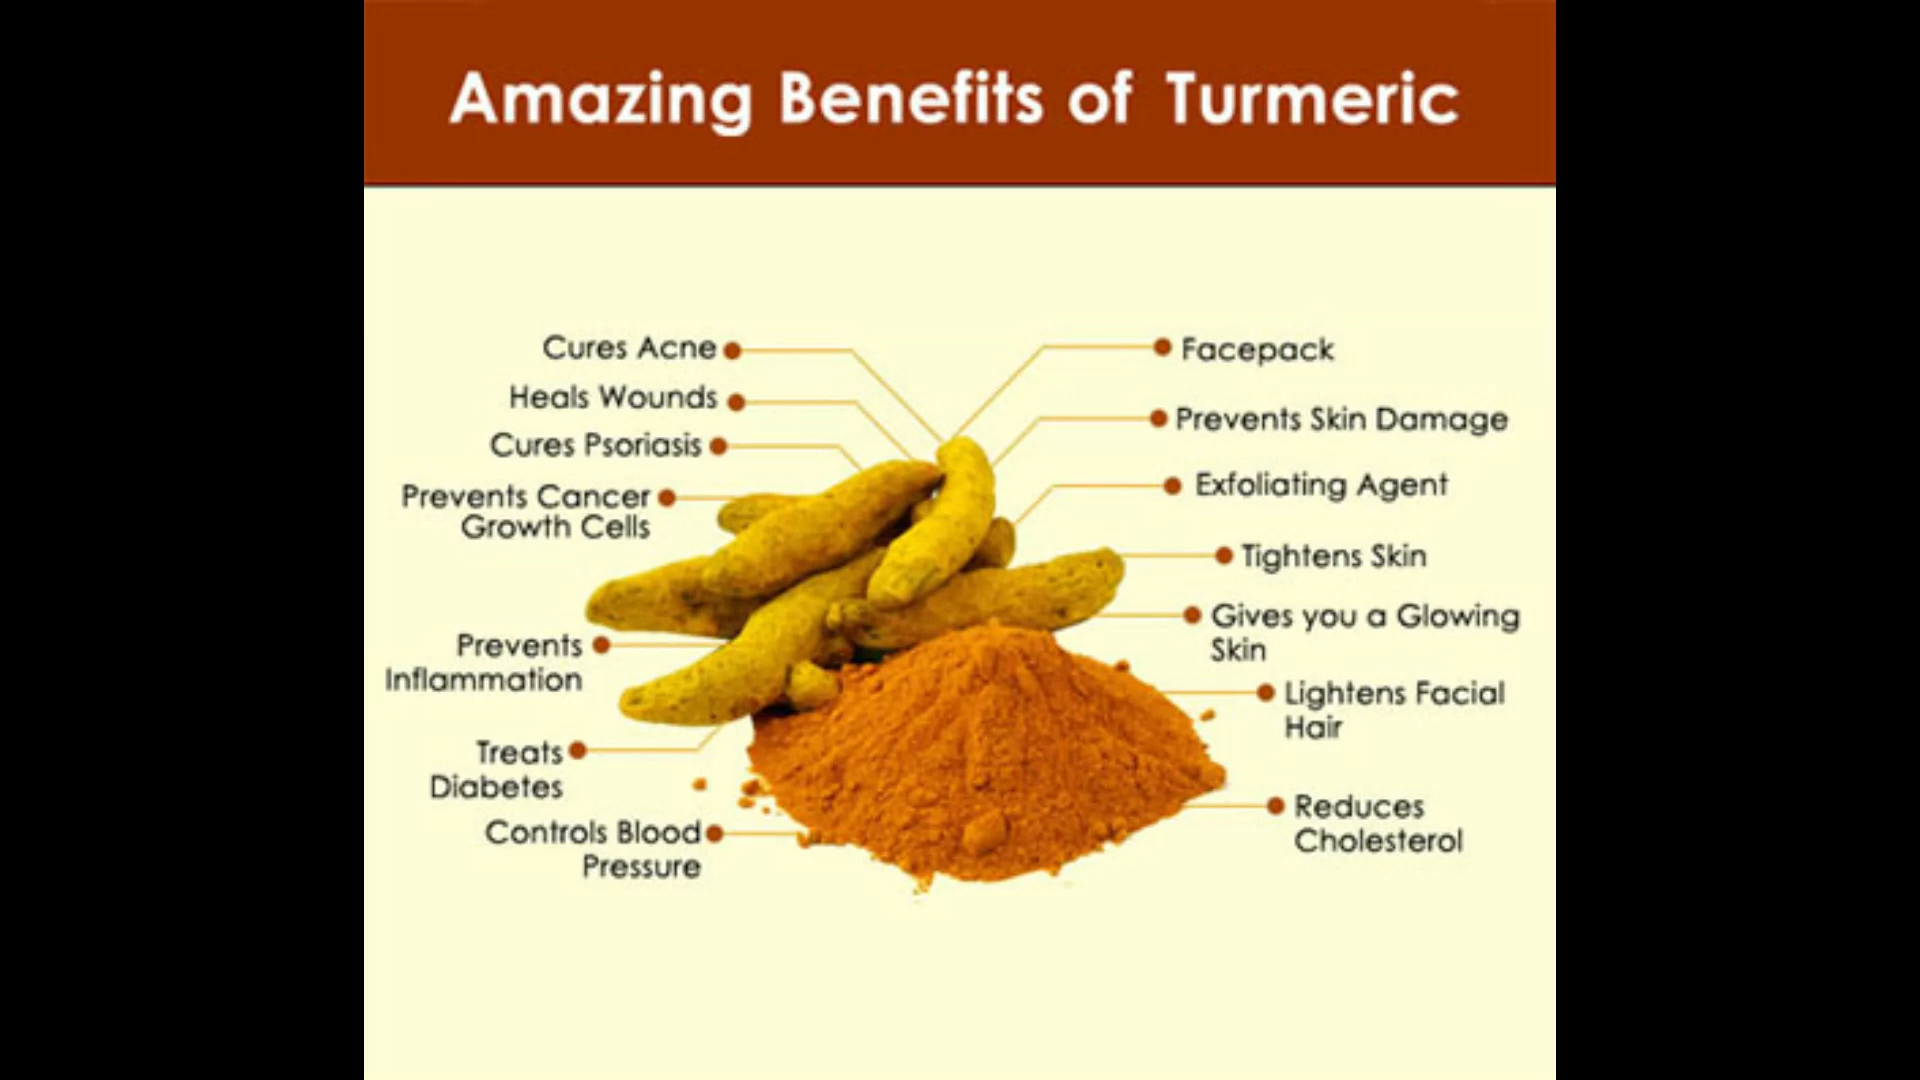 Amazing Benefits of Turmeric
Cures Acne
Heals Wounds
Cures Psoriasis
Prevents Cancer
Growth Cells
Prevents
Inflammation
Treats
Diabetes
Controls Blood
Pressure
Facepack
Prevents Skin Damage
Exfoliating Agent
Tightens Skin
Gives you a Glowing
Skin
Lightens Facial
Hair
Reduces
Cholesterol